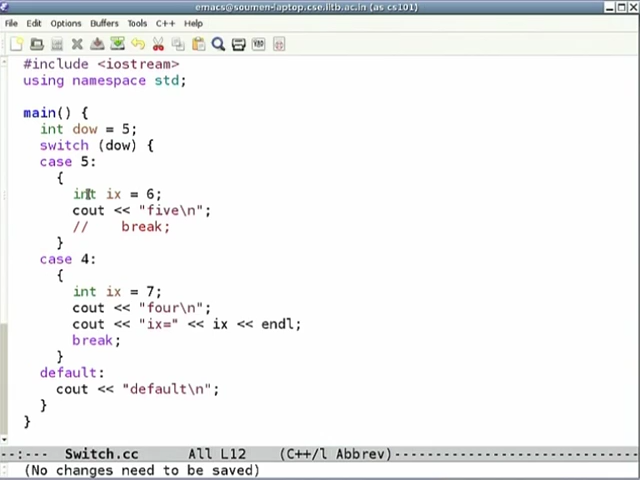 emacs@soumen-laptop.cse.iitb.ac.in (as cs101)
File Edit Options Buffers Tools C++ Help
#include <iostream>
using namespace std;
main() {
int dow = 5;
switch (dow) {
case 5:
{
int ix = 6;
cout << "five\n";
//    break;
}
case 4:
{
int ix = 7;
cout << "four\n";
cout << "ix=" << ix << endl;
break;
}
default:
cout << "default\n";
}
}
--:--- Switch.cc All L12 (C++/l Abbrev)
(No changes need to be saved)